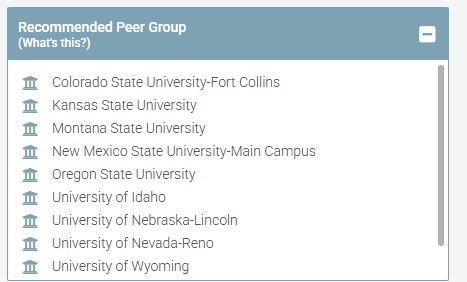 Recommended Peer Group
(What's this?)
Colorado State University-Fort Collins
Kansas State University
Montana State University
New Mexico State University-Main Campus
Oregon State University
University of Idaho
University of Nebraska-Lincoln
University of Nevada-Reno
University of Wyoming